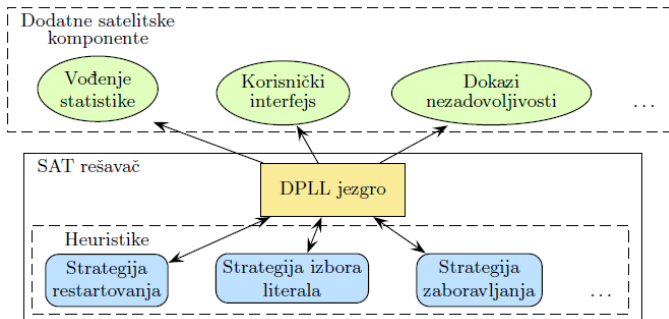 Dodatne satelitske
komponente
Vođenje
statistike
Korisnički
interfejs
Dokazi
nezadovoljivosti
...
SAT rešavač
DPLL jezgro
Heuristike
Strategija
restartovanja
Strategija izbora
literala
Strategija
zaboravljanja
...